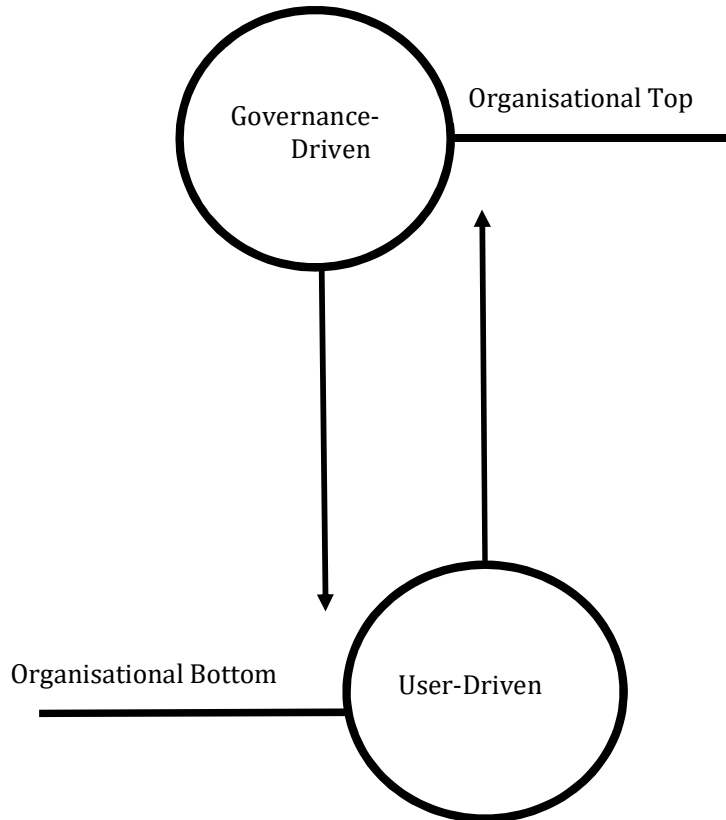 Organisational Top
Governance-
Driven
Organisational Bottom
User-Driven